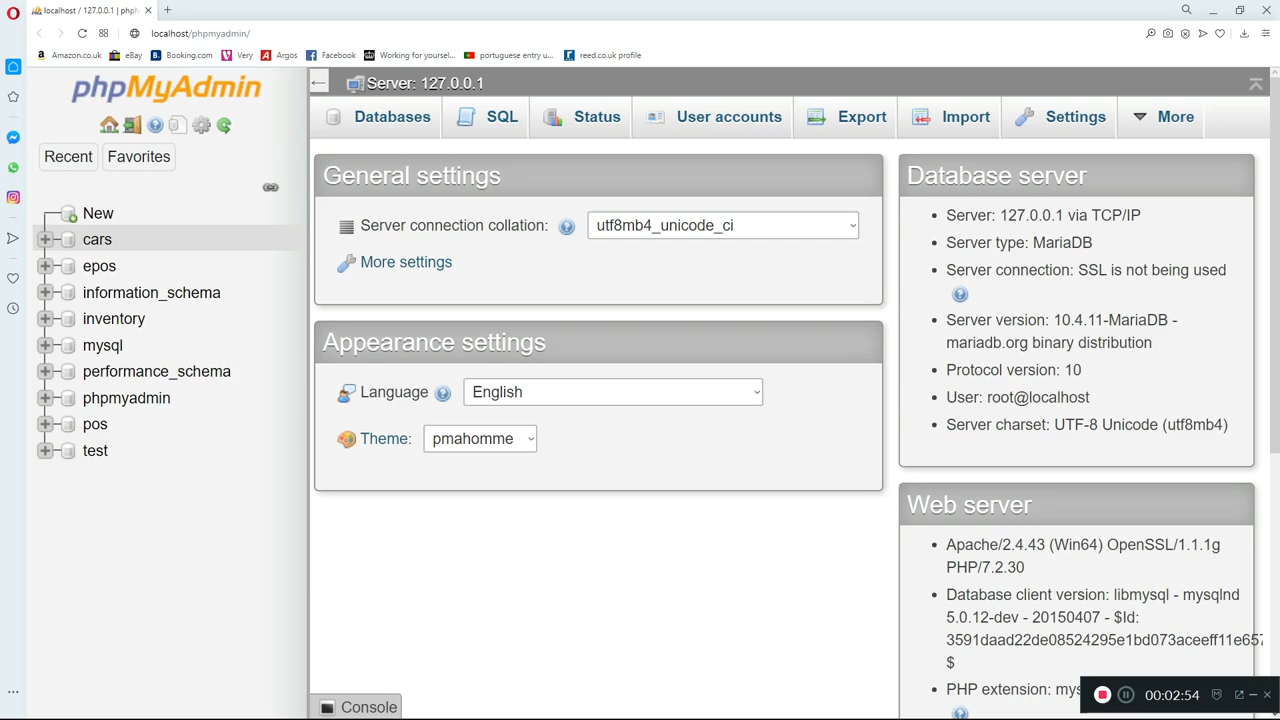 localhost / 127.0.0.1 | php
localhost/phpmyadmin/
Amazon.co.uk
eBay
Booking.com
Very
Argos
Facebook
Working for yoursel...
portuguese entry u...
reed.co.uk profile
phpMyAdmin
Recent
Favorites
New
cars
epos
information_schema
inventory
mysql
performance_schema
phpmyadmin
pos
test
Server: 127.0.0.1
Databases
SQL
Status
User accounts
Export
Import
Settings
More
General settings
Server connection collation:
utf8mb4_unicode_ci
More settings
Appearance settings
Language
English
Theme:
pmahomme
Database server
Server: 127.0.0.1 via TCP/IP
Server type: MariaDB
Server connection: SSL is not being used
Server version: 10.4.11-MariaDB -
mariadb.org binary distribution
Protocol version: 10
User: root@localhost
Server charset: UTF-8 Unicode (utf8mb4)
Web server
Apache/2.4.43 (Win64) OpenSSL/1.1.1g
PHP/7.2.30
Database client version: libmysql - mysqlnd
5.0.12-dev - 20150407 - $Id:
3591daad22de08524295e1bd073aceeff11e657
$
PHP extension: mys
Console
00:02:54